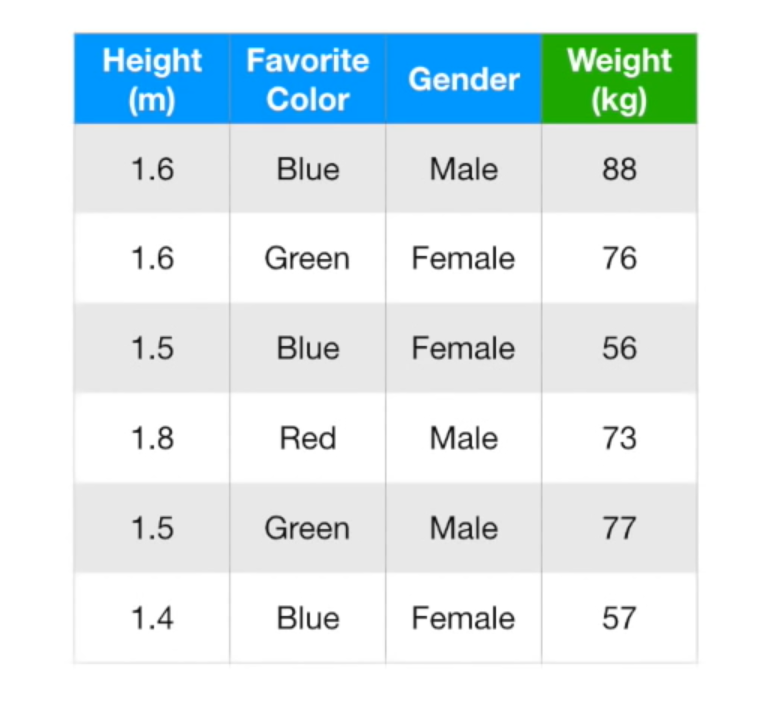 Height (m) Favorite Color Gender Weight (kg)
1.6 Blue Male 88
1.6 Green Female 76
1.5 Blue Female 56
1.8 Red Male 73
1.5 Green Male 77
1.4 Blue Female 57